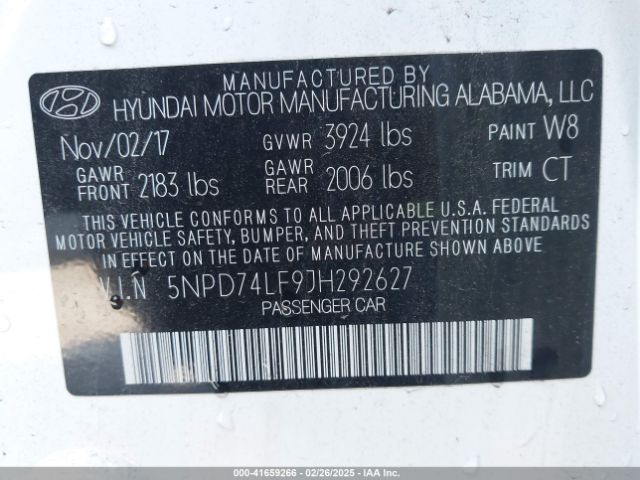 MANUFACTURED BY
HYUNDAI MOTOR MANUFACTURING ALABAMA, LLC
Nov/02/17 GVWR 3924 lbs PAINT W8
GAWR FRONT 2183 lbs GAWR REAR 2006 lbs TRIM CT
THIS VEHICLE CONFORMS TO ALL APPLICABLE U.S.A. FEDERAL
MOTOR VEHICLE SAFETY, BUMPER, AND THEFT PREVENTION STANDARDS
IN EFFECT ON THE DATE OF MANUFACTURE SHOWN ABOVE.
V.I.N 5NPD74LF9JH292627
PASSENGER CAR
000-41659266 - 02/26/2025 - IAA, Inc.